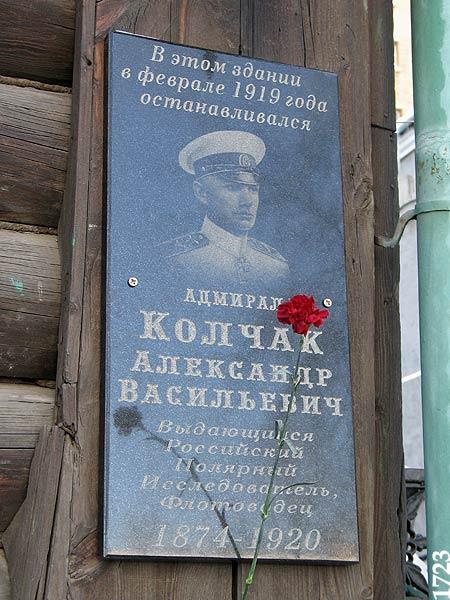 В этом здании
в феврале 1919 года
останавливался
АДМИРАЛ
КОЛЧАК
АЛЕКСАНДР
ВАСИЛЬЕВИЧ
Выдающийся
Российский
Полярный
Исследователь,
Флотоводец
1874-1920
1723